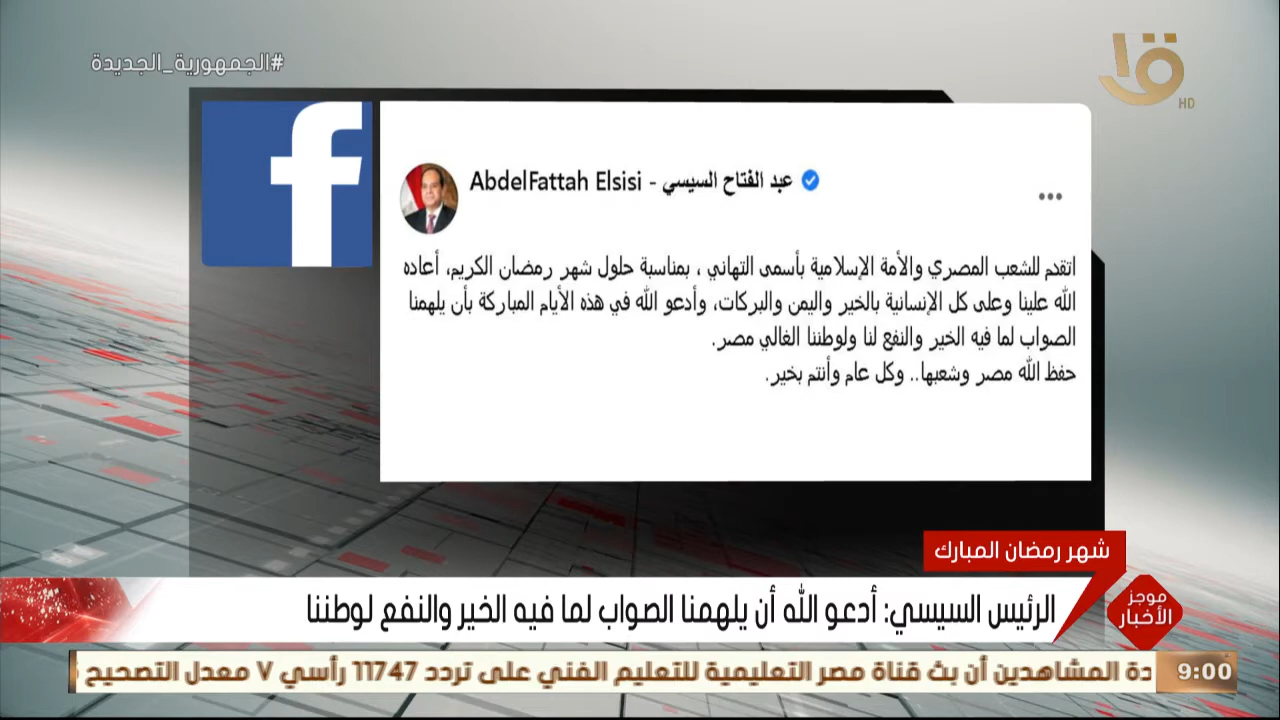 #الجمهورية_الجديدة
HD
عبد الفتاح السيسي - AbdelFattah Elsisi
اتقدم للشعب المصري والأمة الإسلامية بأسمى التهاني ، بمناسبة حلول شهر رمضان الكريم، أعاده
الله علينا وعلى كل الإنسانية بالخير واليمن والبركات، وأدعو الله في هذه الأيام المباركة بأن يلهمنا
الصواب لما فيه الخير والنفع لنا ولوطننا الغالي مصر.
حفظ الله مصر وشعبها.. وكل عام وأنتم بخير.
شهر رمضان المبارك
موجز
الأخبار
الرئيس السيسي: أدعو الله أن يلهمنا الصواب لما فيه الخير والنفع لوطننا
9:00
دة المشاهدين أن بث قناة مصر التعليمية للتعليم الفني على تردد 11747 رأسي ٧ معدل التصحيح